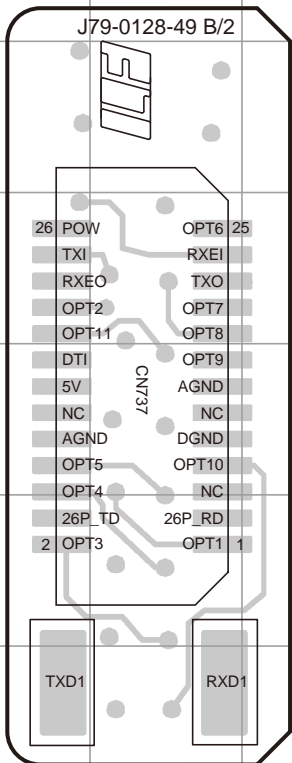 J79-0128-49 B/2
ILF
26 POW OPT6 25
TXI RXEI
RXEO TXO
OPT2 OPT7
OPT11 OPT8
DTI OPT9
5V AGND
NC NC
AGND DGND
OPT5 OPT10
OPT4 NC
26P_TD 26P_RD
2 OPT3 OPT1 1
CN737
TXD1 RXD1